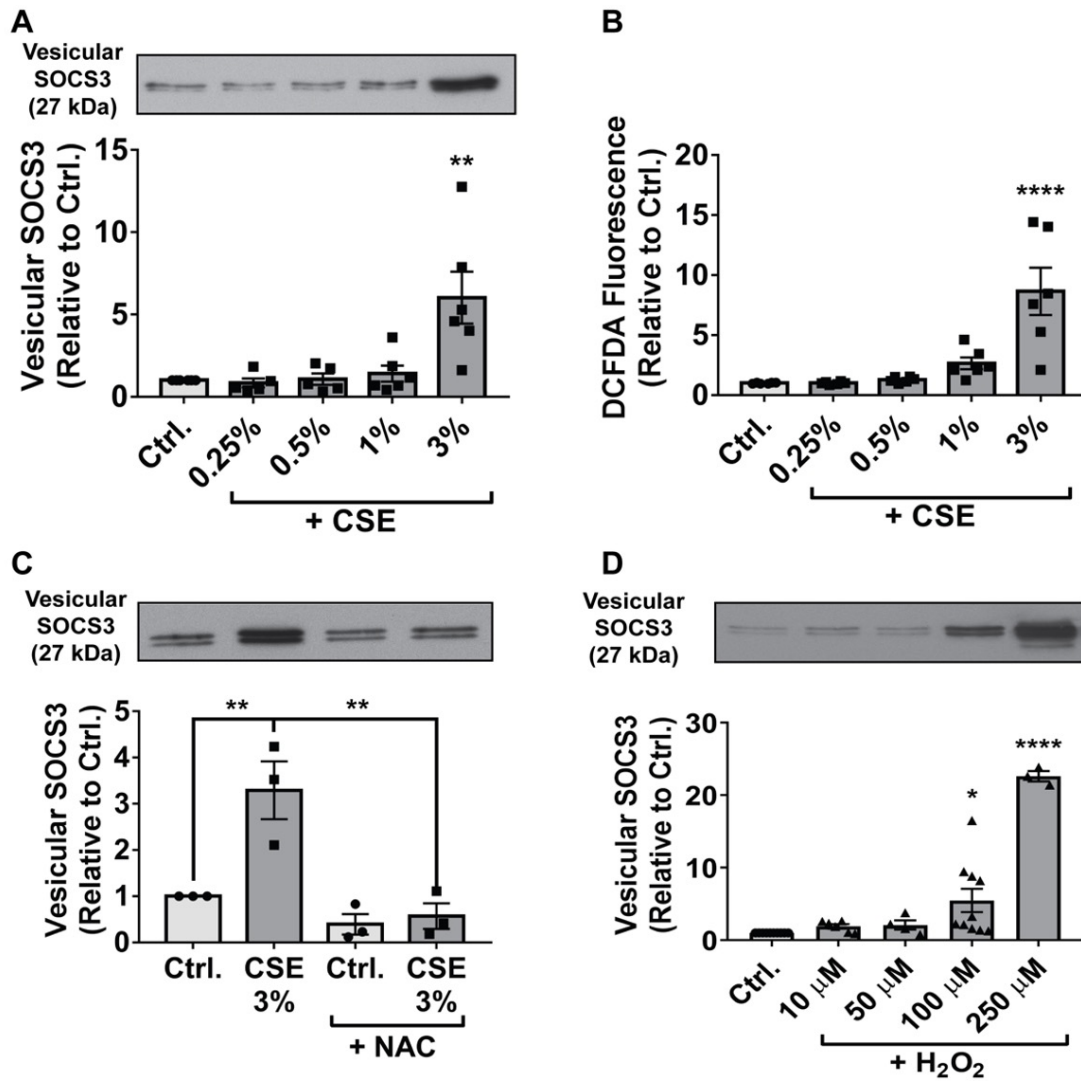 A
Vesicular
SOCS3
(27 kDa)
Vesicular SOCS3
(Relative to Ctrl.)
15
10
5
0
**
Ctrl.
0.25%
0.5%
1%
3%
+ CSE
B
DCFDA Fluorescence
(Relative to Ctrl.)
20
15
10
5
0
****
Ctrl.
0.25%
0.5%
1%
3%
+ CSE
C
Vesicular
SOCS3
(27 kDa)
Vesicular SOCS3
(Relative to Ctrl.)
5
4
3
2
1
0
** **
Ctrl. CSE Ctrl. CSE
3% 3%
+ NAC
D
Vesicular
SOCS3
(27 kDa)
Vesicular SOCS3
(Relative to Ctrl.)
30
20
10
0
*
****
Ctrl.
10 μM
50 μM
100 μM
250 μM
+ H₂O₂